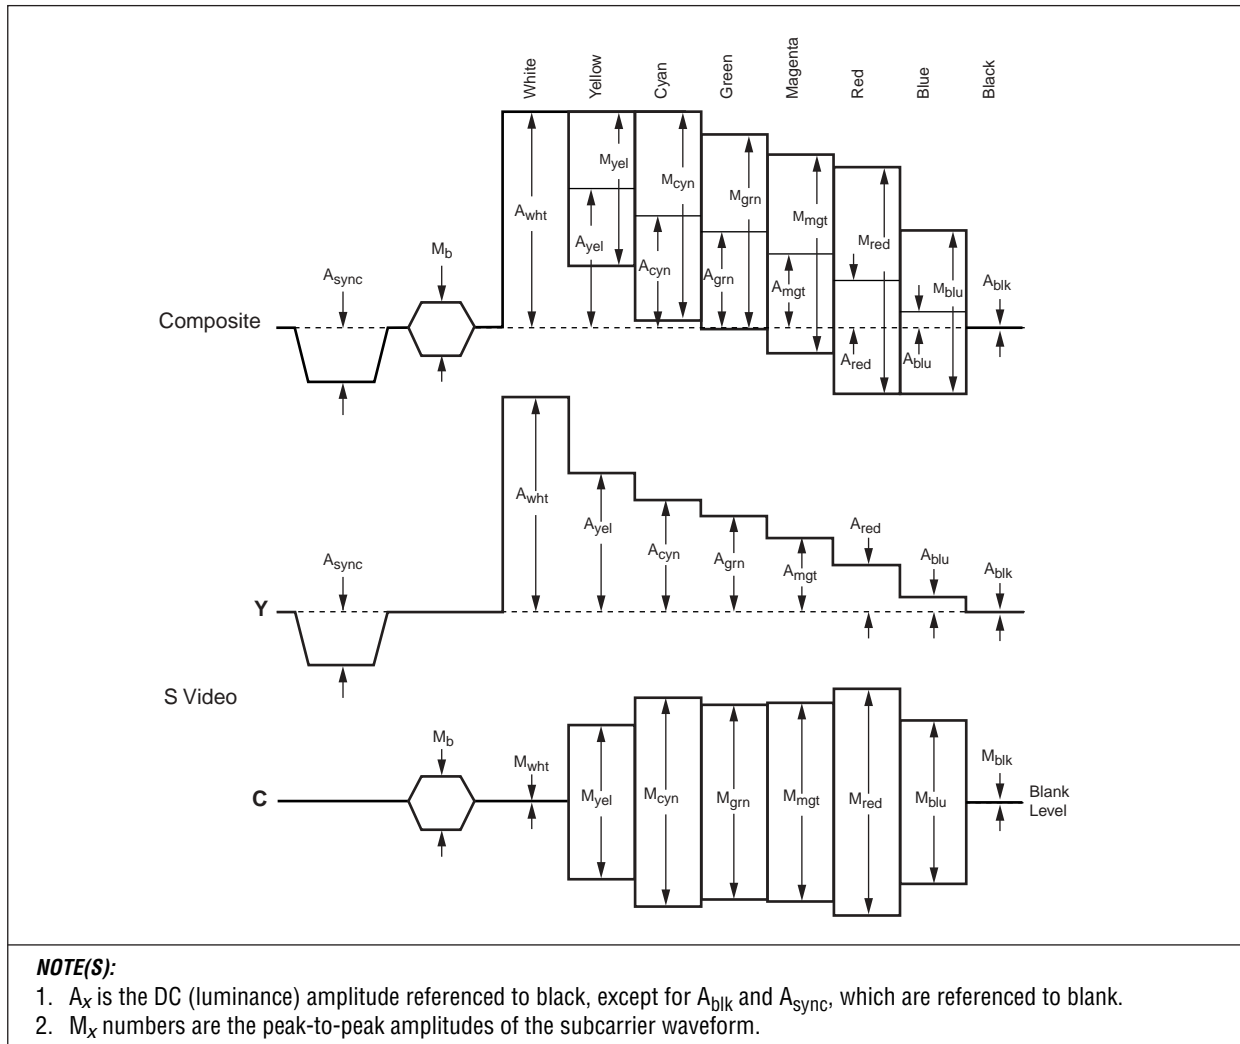 White
Yellow
Cyan
Green
Magenta
Red
Blue
Black
Composite
Async
Mb
Awht
Myel
Ayel
Mcyn
Acyn
Mgrn
Agrn
Mmgt
Amgt
Mred
Ared
Mblu
Ablu
Ablk
Y
Async
Awht
Ayel
Acyn
Agrn
Amgt
Ared
Ablu
Ablk
S Video
C
Mb
Mwht
Myel
Mcyn
Mgrn
Mmgt
Mred
Mblu
Mblk
Blank
Level
NOTE(S):
1. Ax is the DC (luminance) amplitude referenced to black, except for Ablk and Async, which are referenced to blank.
2. Mx numbers are the peak-to-peak amplitudes of the subcarrier waveform.